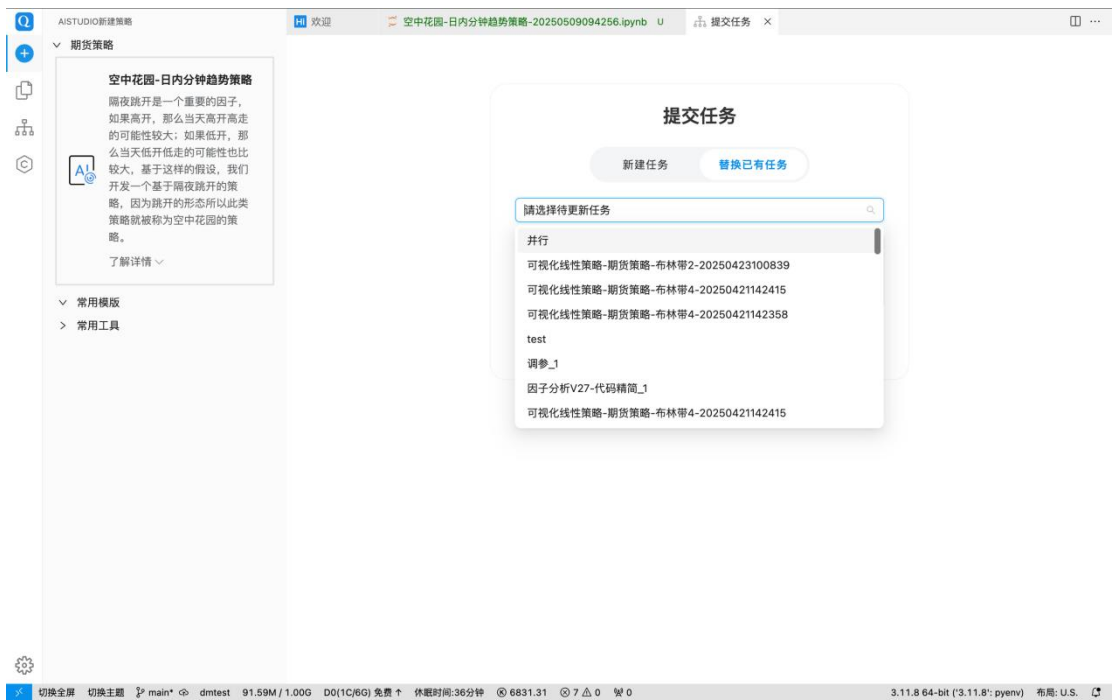 Q
AISTUDIO新建策略
Hi 欢迎
空中花园-日内分钟趋势策略-20250509094256.ipynb U
提交任务
期货策略
空中花园-日内分钟趋势策略
隔夜跳开是一个重要的因子，
如果高开，那么当天高开高走
的可能性较大；如果低开，那
么当天低开低走的可能性也比
较大，基于这样的假设，我们
开发一个基于隔夜跳开的策
略，因为跳开的形态所以此类
策略就被称为空中花园的策
略。
AI
了解详情
常用模版
常用工具
提交任务
新建任务
替换已有任务
请选择待更新任务
并行
可视化线性策略-期货策略-布林带2-20250423100839
可视化线性策略-期货策略-布林带4-20250421142415
可视化线性策略-期货策略-布林带4-20250421142358
test
调参_1
因子分析V27-代码精简_1
可视化线性策略-期货策略-布林带4-20250421142415
切换全屏 切换主题 main* dmtest 91.59M / 1.00G D0(1C/6G) 免费↑ 休眠时间:36分钟 6831.31 7 0 0 3.11.8 64-bit ('3.11.8': pyenv) 布局: U.S.